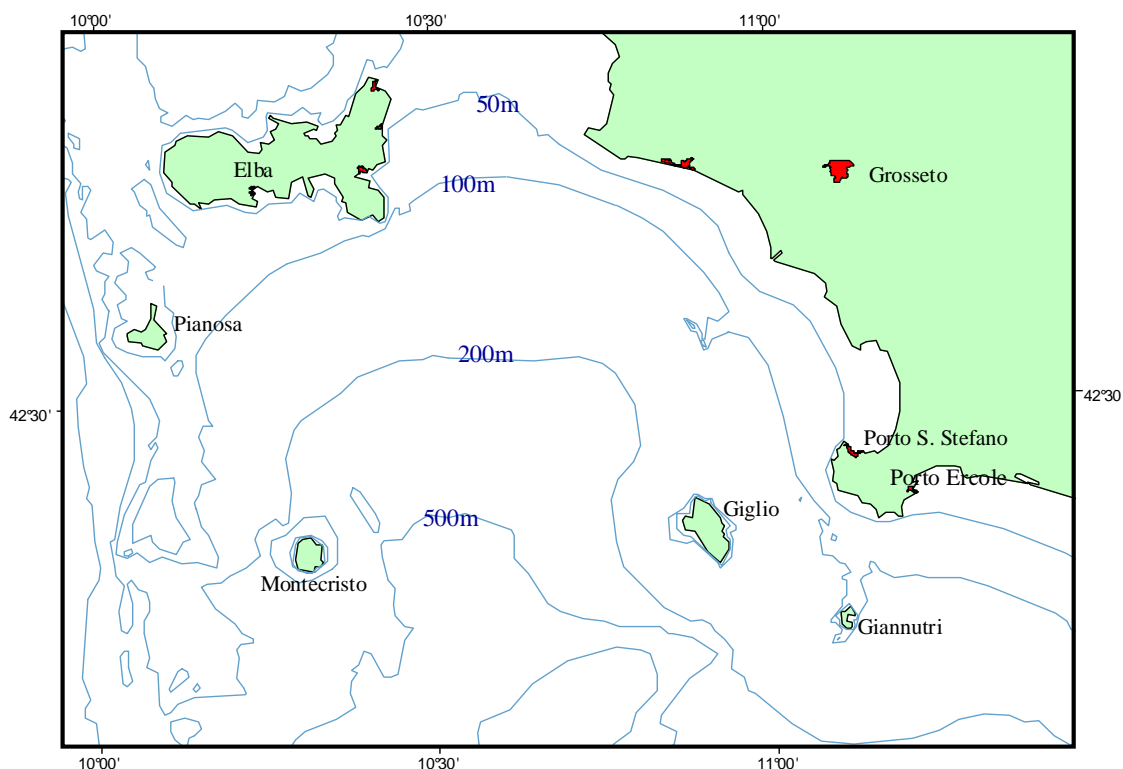 10°00' 10°30' 11°00'
50m
Elba
100m
Grosseto
Pianosa
200m
42°30' 42°30'
Porto S. Stefano
Porto Ercole
Giglio
500m
Montecristo
Giannutri
10°00' 10°30' 11°00'